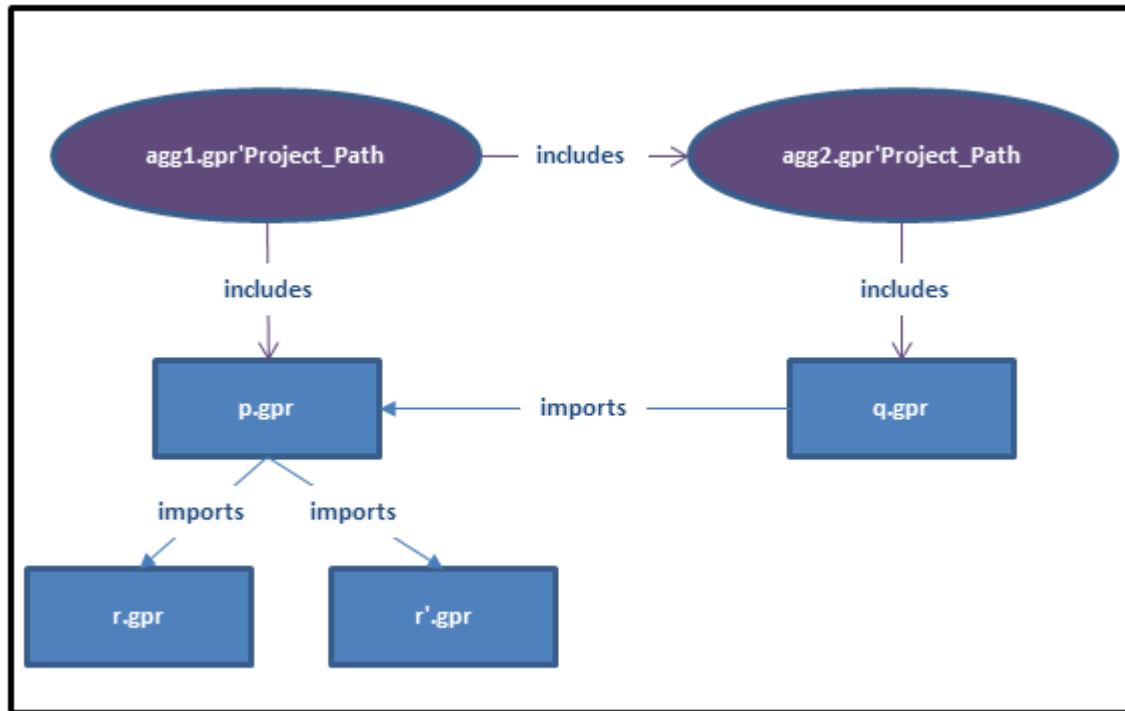 agg1.gpr'Project_Path
includes
agg2.gpr'Project_Path
includes
includes
p.gpr
imports
q.gpr
imports
imports
r.gpr
r'.gpr